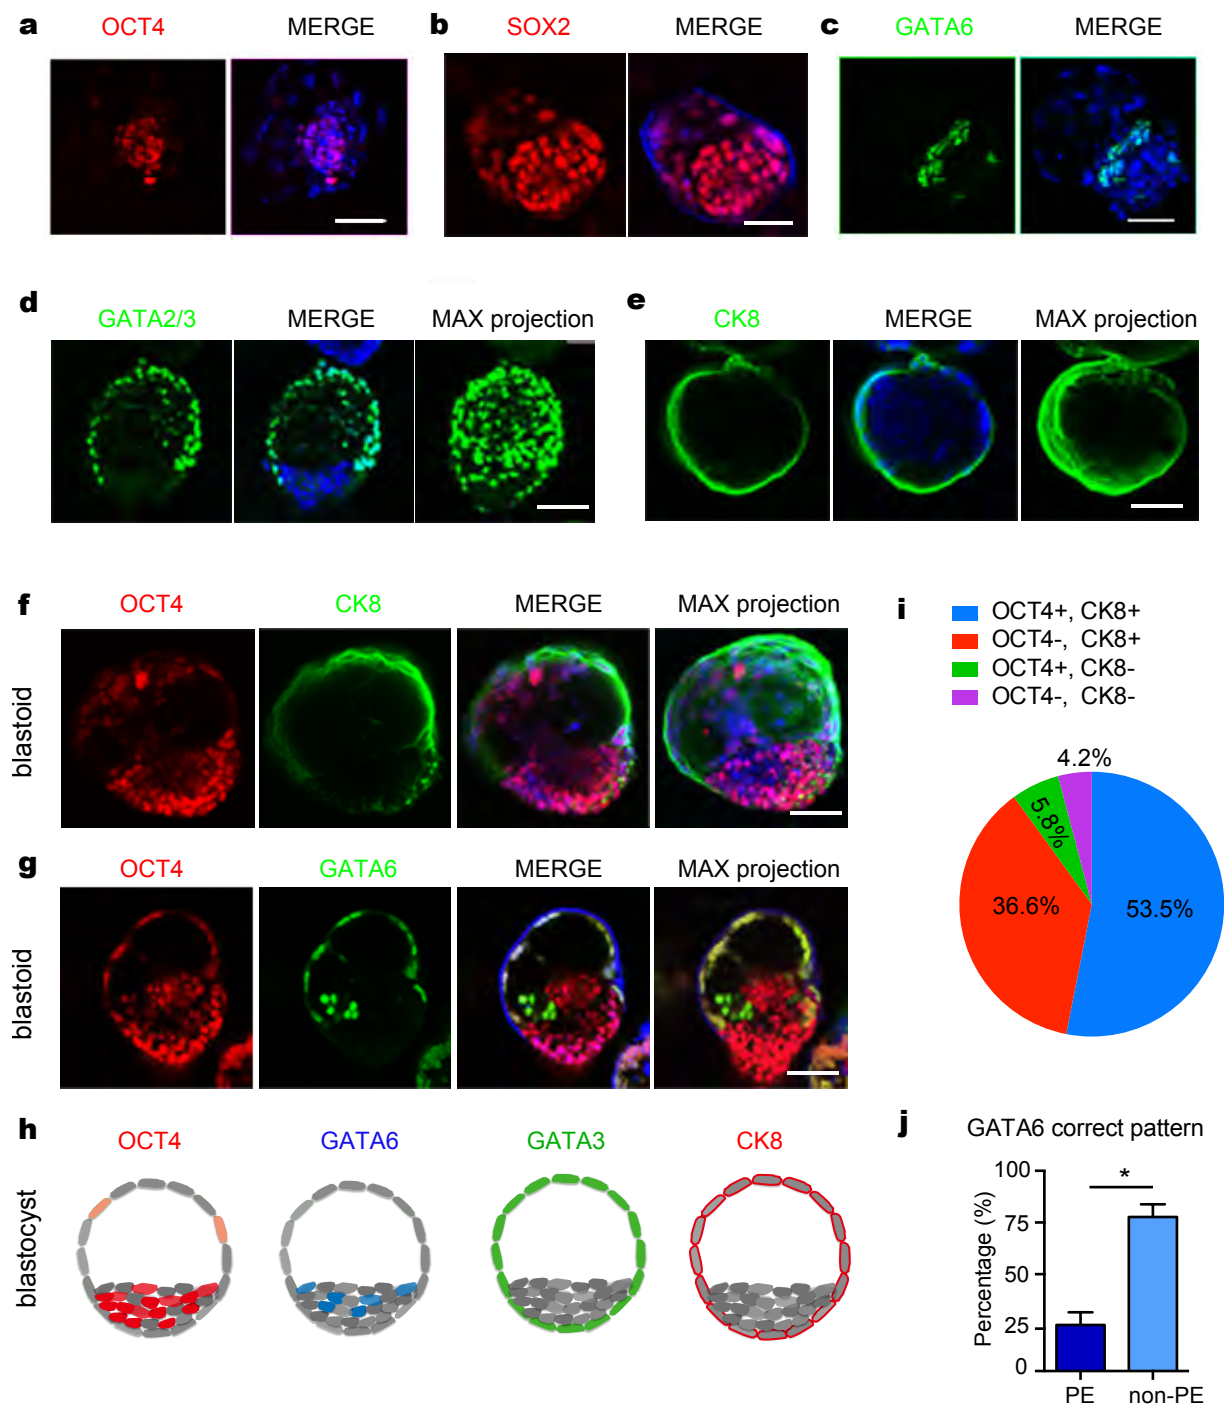 a OCT4 MERGE
b SOX2 MERGE
c GATA6 MERGE
d GATA2/3 MERGE MAX projection
e CK8 MERGE MAX projection
f OCT4 CK8 MERGE MAX projection
blastoid
g OCT4 GATA6 MERGE MAX projection
blastoid
h OCT4 GATA6 GATA3 CK8
blastocyst
i
OCT4+, CK8+
OCT4-, CK8+
OCT4+, CK8-
OCT4-, CK8-
4.2%
5.8%
36.6%
53.5%
j
GATA6 correct pattern
Percentage (%)
100
75
50
25
0
*
PE non-PE